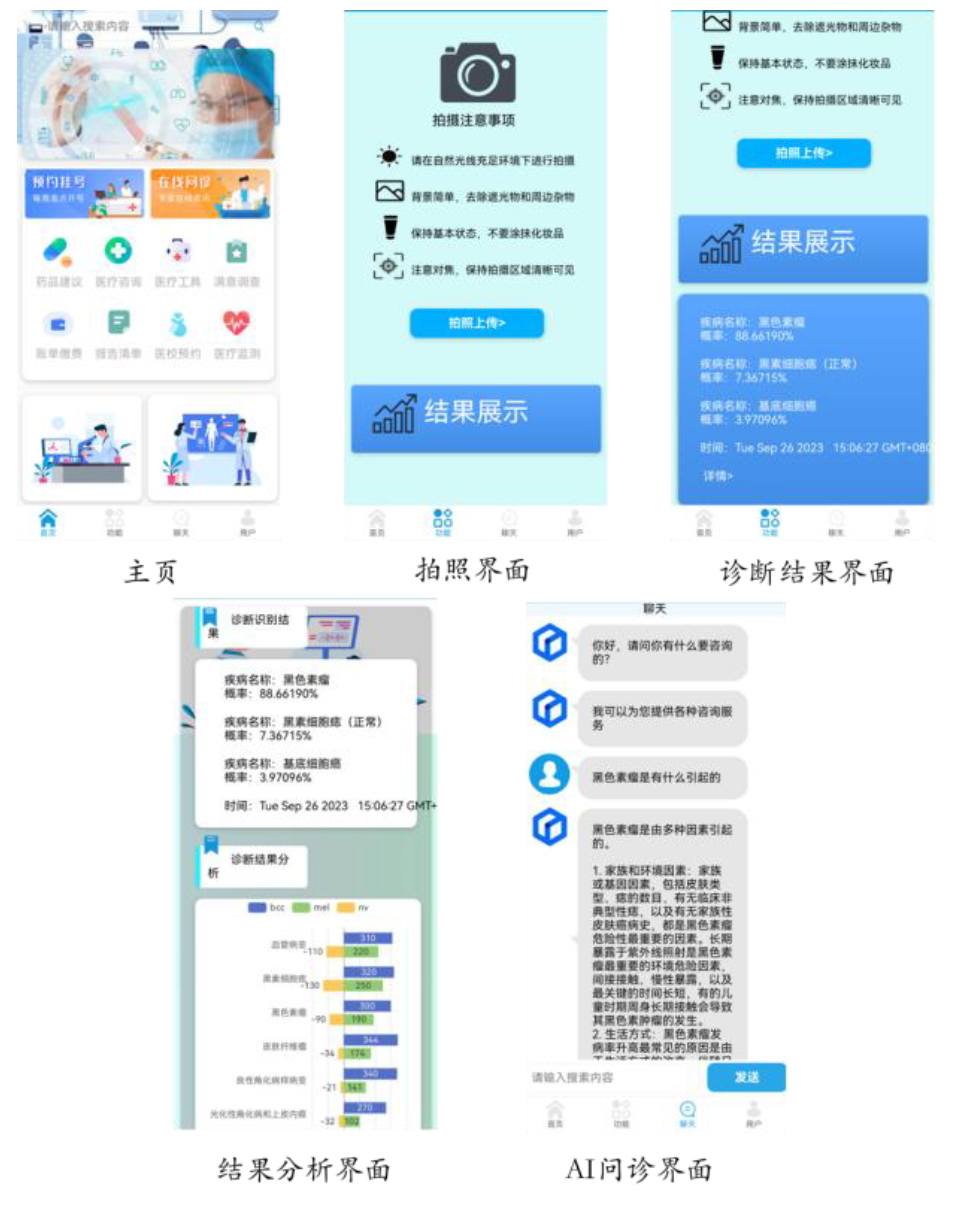 请输入搜索内容
预约挂号
在线问诊
药品建议 医疗咨询 医疗工具 满意调查
账单缴费 报告清单 医校预约 医疗监测
首页 功能 聊天 用户
主页
拍摄注意事项
请在自然光线充足环境下进行拍摄
背景简单，去除遮光物和周边杂物
保持基本状态，不要涂抹化妆品
注意对焦，保持拍摄区域清晰可见
拍照上传>
结果展示
首页 功能 聊天 用户
拍照界面
背景简单，去除遮光物和周边杂物
保持基本状态，不要涂抹化妆品
注意对焦，保持拍摄区域清晰可见
拍照上传>
结果展示
疾病名称：黑色素瘤
概率：88.66190%
疾病名称：黑素细胞痣（正常）
概率：7.36715%
疾病名称：基底细胞癌
概率：3.97096%
时间：Tue Sep 26 2023 15:06:27 GMT+080
详情>
首页 功能 聊天 用户
诊断结果界面
诊断识别结
果
疾病名称：黑色素瘤
概率：88.66190%
疾病名称：黑素细胞痣（正常）
概率：7.36715%
疾病名称：基底细胞癌
概率：3.97096%
时间：Tue Sep 26 2023 15:06:27 GMT+
诊断结果分
析
bcc mel nv
血管病变 -110 220 310
黑素细胞痣 -130 250 320
黑色素瘤 -90 190 300
皮肤纤维瘤 -34 174 344
良性角化病样病变 -21 141 340
光化性角化病和上皮内癌 -32 102 270
结果分析界面
聊天
你好，请问你有什么要咨询
的?
我可以为您提供各种咨询服
务
黑色素瘤是有什么引起的
黑色素瘤是由多种因素引起
的。
1. 家族和环境因素：家族
或基因因素，包括皮肤类
型、痣的数目、有无临床非
典型性痣，以及有无家族性
皮肤癌病史，都是黑色素瘤
危险性最重要的因素。长期
暴露于紫外线照射是黑色素
瘤最重要的环境危险因素，
间接接触、慢性暴露，以及
最关键的时间长短，有的儿
童时期周身长期接触会导致
其黑色素肿瘤的发生。
2. 生活方式：黑色素瘤发
病率升高最常见的原因是由
请输入搜索内容
发送
首页 功能 聊天 用户
AI问诊界面